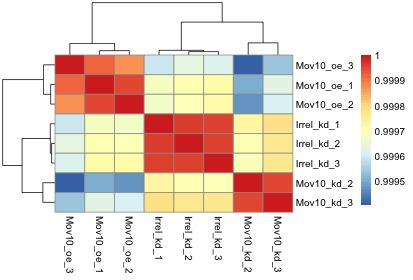 Mov10_oe_3
Mov10_oe_1
Mov10_oe_2
Irrel_kd_1
Irrel_kd_2
Irrel_kd_3
Mov10_kd_2
Mov10_kd_3
1
0.9999
0.9998
0.9997
0.9996
0.9995
Mov10_oe_3
Mov10_oe_1
Mov10_oe_2
Irrel_kd_1
Irrel_kd_2
Irrel_kd_3
Mov10_kd_2
Mov10_kd_3